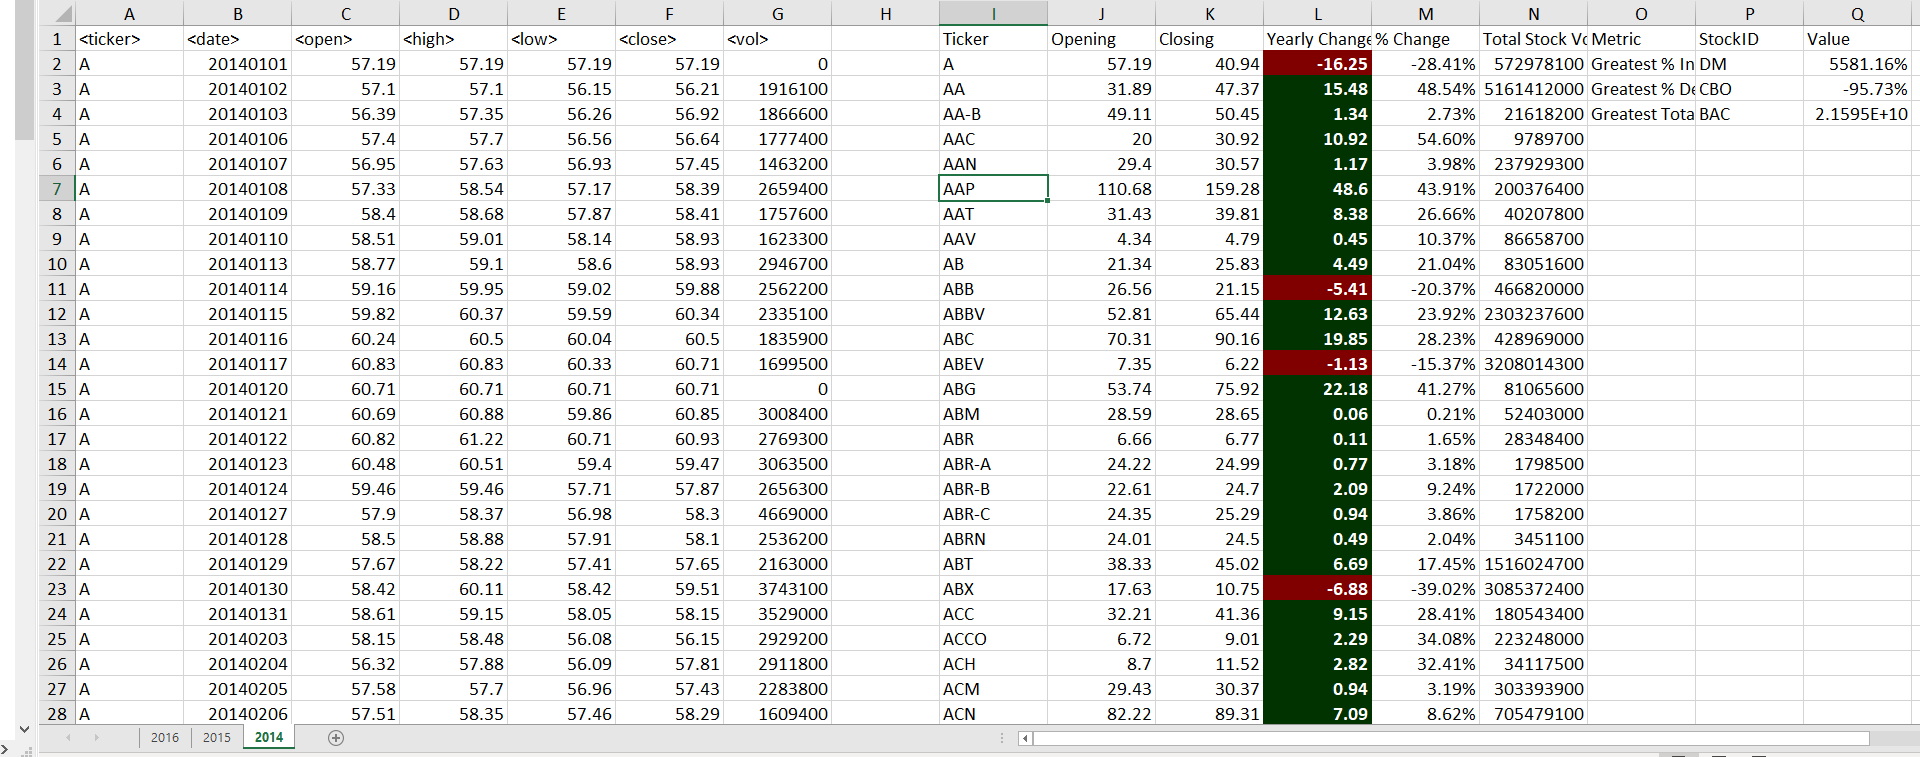 A B C D E F G H I J K L M N O P Q
1 <ticker> <date> <open> <high> <low> <close> <vol> Ticker Opening Closing Yearly Change % Change Total Stock Vo Metric StockID Value
2 A 20140101 57.19 57.19 57.19 57.19 0 A 57.19 40.94 -16.25 -28.41% 572978100 Greatest % In DM 5581.16%
3 A 20140102 57.1 57.1 56.15 56.21 1916100 AA 31.89 47.37 15.48 48.54% 5161412000 Greatest % De CBO -95.73%
4 A 20140103 56.39 57.35 56.26 56.92 1866600 AA-B 49.11 50.45 1.34 2.73% 21618200 Greatest Tota BAC 2.1595E+10
5 A 20140106 57.4 57.7 56.56 56.64 1777400 AAC 20 30.92 10.92 54.60% 9789700
6 A 20140107 56.95 57.63 56.93 57.45 1463200 AAN 29.4 30.57 1.17 3.98% 237929300
7 A 20140108 57.33 58.54 57.17 58.39 2659400 AAP 110.68 159.28 48.6 43.91% 200376400
8 A 20140109 58.4 58.68 57.87 58.41 1757600 AAT 31.43 39.81 8.38 26.66% 40207800
9 A 20140110 58.51 59.01 58.14 58.93 1623300 AAV 4.34 4.79 0.45 10.37% 86658700
10 A 20140113 58.77 59.1 58.6 58.93 2946700 AB 21.34 25.83 4.49 21.04% 83051600
11 A 20140114 59.16 59.95 59.02 59.88 2562200 ABB 26.56 21.15 -5.41 -20.37% 466820000
12 A 20140115 59.82 60.37 59.59 60.34 2335100 ABBV 52.81 65.44 12.63 23.92% 2303237600
13 A 20140116 60.24 60.5 60.04 60.5 1835900 ABC 70.31 90.16 19.85 28.23% 428969000
14 A 20140117 60.83 60.83 60.33 60.71 1699500 ABEV 7.35 6.22 -1.13 -15.37% 3208014300
15 A 20140120 60.71 60.71 60.71 60.71 0 ABG 53.74 75.92 22.18 41.27% 81065600
16 A 20140121 60.69 60.88 59.86 60.85 3008400 ABM 28.59 28.65 0.06 0.21% 52403000
17 A 20140122 60.82 61.22 60.71 60.93 2769300 ABR 6.66 6.77 0.11 1.65% 28348400
18 A 20140123 60.48 60.51 59.4 59.47 3063500 ABR-A 24.22 24.99 0.77 3.18% 1798500
19 A 20140124 59.46 59.46 57.71 57.87 2656300 ABR-B 22.61 24.7 2.09 9.24% 1722000
20 A 20140127 57.9 58.37 56.98 58.3 4669000 ABR-C 24.35 25.29 0.94 3.86% 1758200
21 A 20140128 58.5 58.88 57.91 58.1 2536200 ABRN 24.01 24.5 0.49 2.04% 3451100
22 A 20140129 57.67 58.22 57.41 57.65 2163000 ABT 38.33 45.02 6.69 17.45% 1516024700
23 A 20140130 58.42 60.11 58.42 59.51 3743100 ABX 17.63 10.75 -6.88 -39.02% 3085372400
24 A 20140131 58.61 59.15 58.05 58.15 3529000 ACC 32.21 41.36 9.15 28.41% 180543400
25 A 20140203 58.15 58.48 56.08 56.15 2929200 ACCO 6.72 9.01 2.29 34.08% 223248000
26 A 20140204 56.32 57.88 56.09 57.81 2911800 ACH 8.7 11.52 2.82 32.41% 34117500
27 A 20140205 57.58 57.7 56.96 57.43 2283800 ACM 29.43 30.37 0.94 3.19% 303393900
28 A 20140206 57.51 58.35 57.46 58.29 1609400 ACN 82.22 89.31 7.09 8.62% 705479100
2016 2015 2014